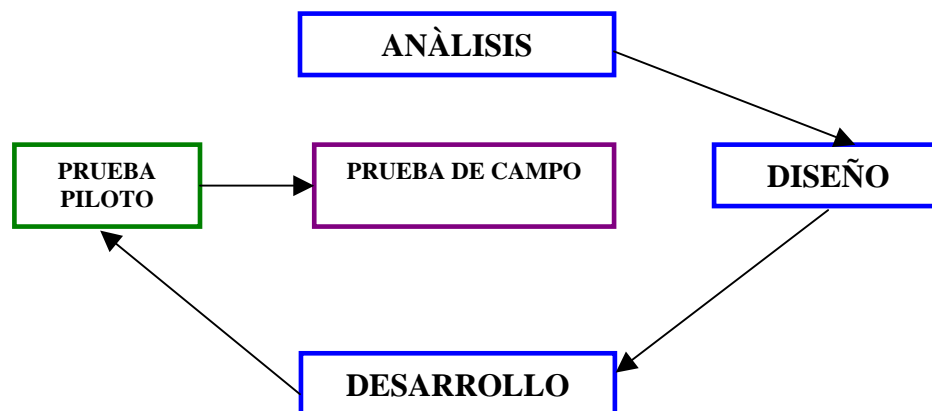 ANÀLISIS
PRUEBA
PILOTO
PRUEBA DE CAMPO
DISEÑO
DESARROLLO